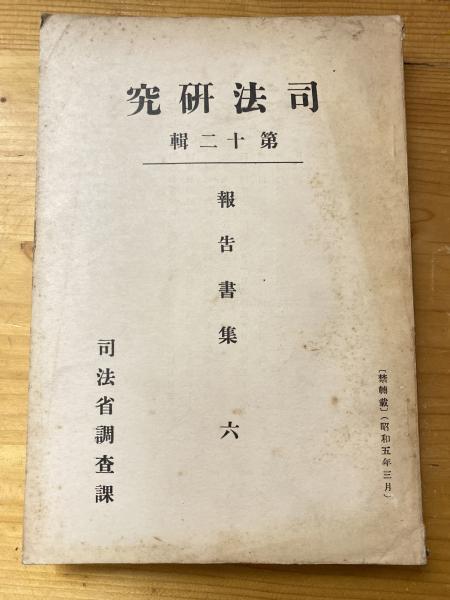 司法研究
第十二輯
報告書集 六
司法省調査課
〔禁轉載〕(昭和五年三月)